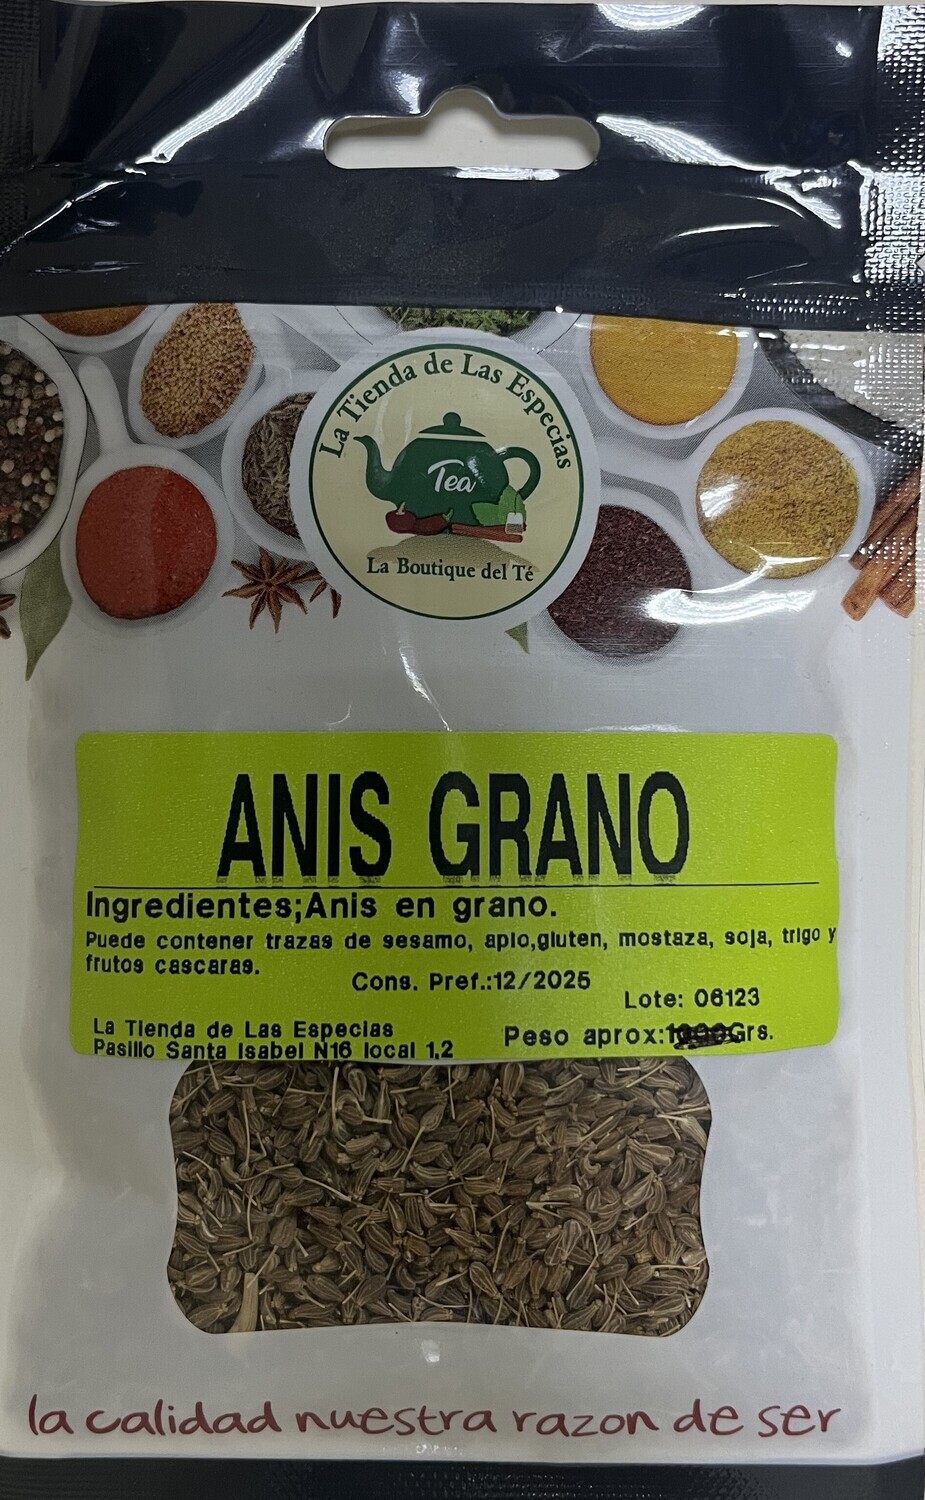 La Tienda de Las Especias
Tea
La Boutique del Té
ANIS GRANO
Ingredientes;Anis en grano.
Puede contener trazas de sesamo, apio,gluten, mostaza, soja, trigo y
frutos cascaras.
Cons. Pref.:12/2025
Lote: 06123
La Tienda de Las Especias
Peso aprox: Grs.
Pasillo Santa Isabel N16 local 1,2
la calidad nuestra razon de ser